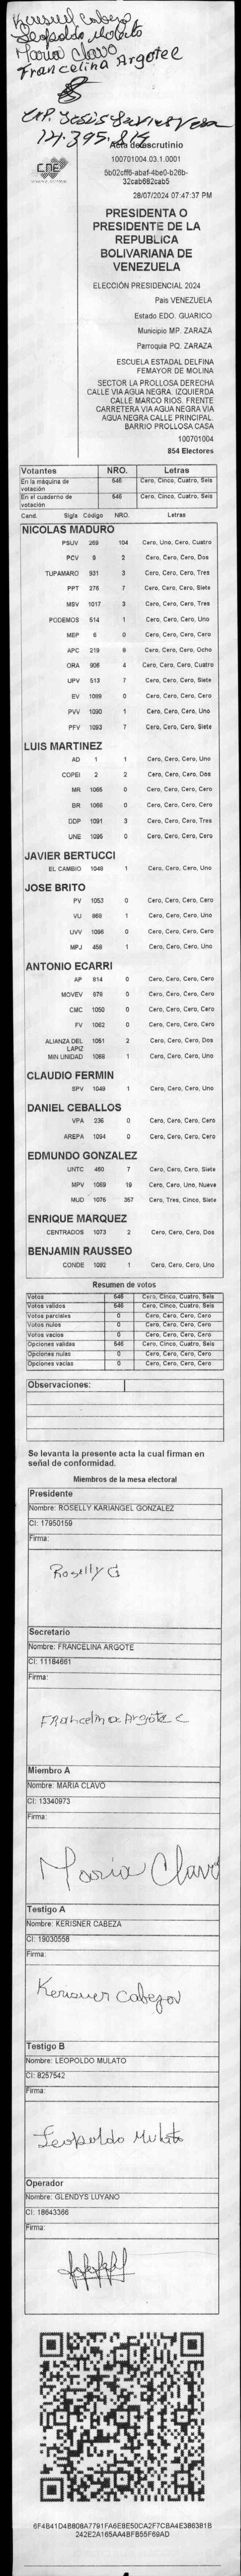 Kerisner Cabeza
Leopoldo Mulato
Maria Clavo
Francelina Argote C
14.395.814
Acta de escrutinio
CNE
100701004.03.1.0001
5b02cff6-abaf-4be0-b26b-
32cab682cab5
28/07/2024 07:47:37 PM
PRESIDENTA O
PRESIDENTE DE LA
REPUBLICA
BOLIVARIANA DE
VENEZUELA
ELECCIÓN PRESIDENCIAL 2024
Pais VENEZUELA
Estado EDO. GUARICO
Municipio MP. ZARAZA
Parroquia PQ. ZARAZA
ESCUELA ESTADAL DELFINA
FEMAYOR DE MOLINA
SECTOR LA PROLLOSA DERECHA
CALLE VIA AGUA NEGRA. IZQUIERDA
CALLE MARCO RIOS. FRENTE
CARRETERA VIA AGUA NEGRA VIA
AGUA NEGRA CALLE PRINCIPAL.
BARRIO PROLLOSA CASA
100701004
854 Electores
Votantes NRO. Letras
En la máquina de votación 546 Cero, Cinco, Cuatro, Seis
En el cuaderno de votación 546 Cero, Cinco, Cuatro, Seis
Cand. Sigla Código NRO. Letras
NICOLAS MADURO
PSUV 269 104 Cero, Uno, Cero, Cuatro
PCV 9 2 Cero, Cero, Cero, Dos
TUPAMARO 931 3 Cero, Cero, Cero, Tres
PPT 276 7 Cero, Cero, Cero, Siete
MSV 1017 3 Cero, Cero, Cero, Tres
PODEMOS 514 1 Cero, Cero, Cero, Uno
MEP 6 0 Cero, Cero, Cero, Cero
APC 219 8 Cero, Cero, Cero, Ocho
ORA 906 4 Cero, Cero, Cero, Cuatro
UPV 513 7 Cero, Cero, Cero, Siete
EV 1089 0 Cero, Cero, Cero, Cero
PVV 1090 1 Cero, Cero, Cero, Uno
PFV 1093 7 Cero, Cero, Cero, Siete
LUIS MARTINEZ
AD 1 1 Cero, Cero, Cero, Uno
COPEI 2 2 Cero, Cero, Cero, Dos
MR 1065 0 Cero, Cero, Cero, Cero
BR 1066 0 Cero, Cero, Cero, Cero
DDP 1091 3 Cero, Cero, Cero, Tres
UNE 1095 0 Cero, Cero, Cero, Cero
JAVIER BERTUCCI
EL CAMBIO 1048 1 Cero, Cero, Cero, Uno
JOSE BRITO
PV 1053 0 Cero, Cero, Cero, Cero
VU 868 1 Cero, Cero, Cero, Uno
UVV 1096 0 Cero, Cero, Cero, Cero
MPJ 458 1 Cero, Cero, Cero, Uno
ANTONIO ECARRI
AP 814 0 Cero, Cero, Cero, Cero
MOVEV 879 0 Cero, Cero, Cero, Cero
CMC 1050 0 Cero, Cero, Cero, Cero
FV 1062 0 Cero, Cero, Cero, Cero
ALIANZA DEL LAPIZ 1051 2 Cero, Cero, Cero, Dos
MIN UNIDAD 1068 1 Cero, Cero, Cero, Uno
CLAUDIO FERMIN
SPV 1049 1 Cero, Cero, Cero, Uno
DANIEL CEBALLOS
VPA 236 0 Cero, Cero, Cero, Cero
AREPA 1094 0 Cero, Cero, Cero, Cero
EDMUNDO GONZALEZ
UNTC 460 7 Cero, Cero, Cero, Siete
MPV 1069 19 Cero, Cero, Uno, Nueve
MUD 1076 357 Cero, Tres, Cinco, Siete
ENRIQUE MARQUEZ
CENTRADOS 1073 2 Cero, Cero, Cero, Dos
BENJAMIN RAUSSEO
CONDE 1092 1 Cero, Cero, Cero, Uno
Resumen de votos
Votos 546 Cero, Cinco, Cuatro, Seis
Votos validos 546 Cero, Cinco, Cuatro, Seis
Votos parciales 0 Cero, Cero, Cero, Cero
Votos nulos 0 Cero, Cero, Cero, Cero
Votos vacios 0 Cero, Cero, Cero, Cero
Opciones validas 546 Cero, Cinco, Cuatro, Seis
Opciones nulas 0 Cero, Cero, Cero, Cero
Opciones vacias 0 Cero, Cero, Cero, Cero
Observaciones:
Se levanta la presente acta la cual firman en
señal de conformidad.
Miembros de la mesa electoral
Presidente
Nombre: ROSELLY KARIANGEL GONZALEZ
CI: 17950159
Firma:
Roselly G
Secretario
Nombre: FRANCELINA ARGOTE
CI: 11184661
Firma:
Francelina Argote C
Miembro A
Nombre: MARIA CLAVO
CI: 13340973
Firma:
Maria Clavo
Testigo A
Nombre: KERISNER CABEZA
CI: 19030558
Firma:
Kerisner Cabeza
Testigo B
Nombre: LEOPOLDO MULATO
CI: 8257542
Firma:
Leopoldo Mulato
Operador
Nombre: GLENDYS LUYANO
CI: 18643366
Firma:
6F4B41D4B808A7791FA6E8E50CA2F7CBA4E386381B
242E2A165AA4BFB55F69AD